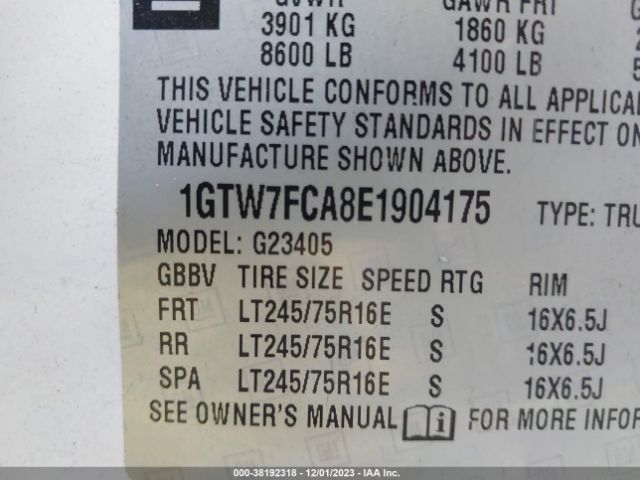 GVWR GAWR FRT
3901 KG 1860 KG
8600 LB 4100 LB
THIS VEHICLE CONFORMS TO ALL APPLICA
VEHICLE SAFETY STANDARDS IN EFFECT ON
MANUFACTURE SHOWN ABOVE.
1GTW7FCA8E1904175 TYPE: TRU
MODEL: G23405
GBBV TIRE SIZE SPEED RTG RIM
FRT LT245/75R16E S 16X6.5J
RR LT245/75R16E S 16X6.5J
SPA LT245/75R16E S 16X6.5J
SEE OWNER'S MANUAL i FOR MORE INFOR
000-38192318 - 12/01/2023 - IAA Inc.